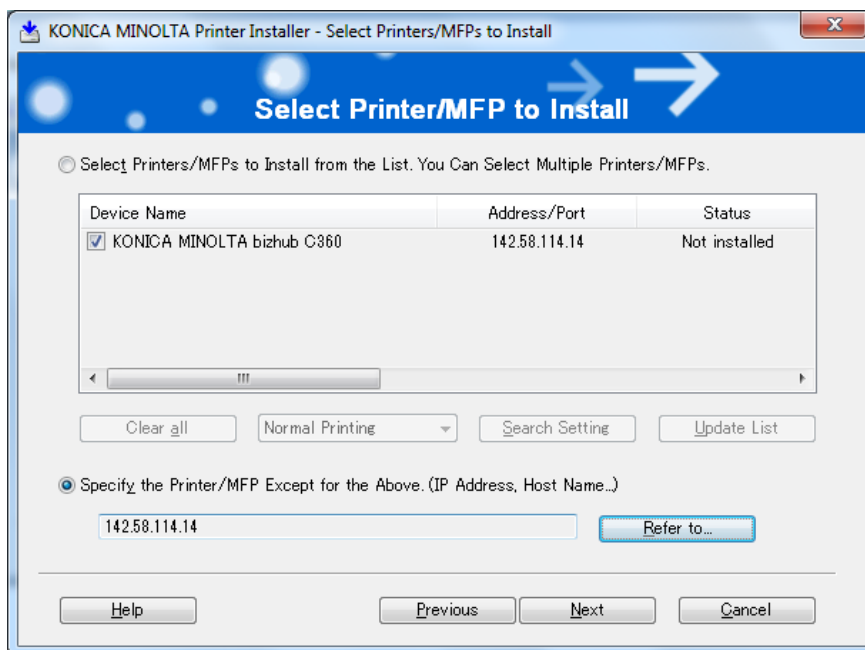 KONICA MINOLTA Printer Installer - Select Printers/MFPs to Install
Select Printer/MFP to Install
Select Printers/MFPs to Install from the List. You Can Select Multiple Printers/MFPs.
Device Name Address/Port Status
KONICA MINOLTA bizhub C360 142.58.114.14 Not installed
Clear all Normal Printing Search Setting Update List
Specify the Printer/MFP Except for the Above. (IP Address, Host Name...)
142.58.114.14 Refer to...
Help Previous Next Cancel